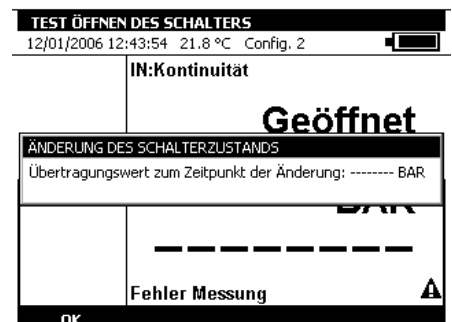 TEST ÖFFNEN DES SCHALTERS
12/01/2006 12:43:54 21.8 °C Config. 2
IN:Kontinuität
Geöffnet
ÄNDERUNG DES SCHALTERZUSTANDS
Übertragungswert zum Zeitpunkt der Änderung: -------- BAR
BAR
--------
Fehler Messung
OK